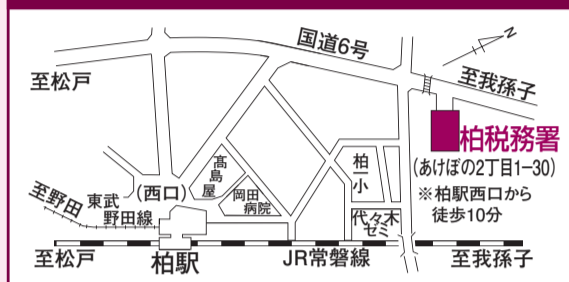 国道6号
N
至松戸
至我孫子
柏税務署
(あけぼの2丁目1-30)
※柏駅西口から
徒歩10分
柏一小
髙島屋
岡田
病院
(西口)
至野田
東武
野田線
代々木
ゼミ
至松戸
柏駅
JR常磐線
至我孫子